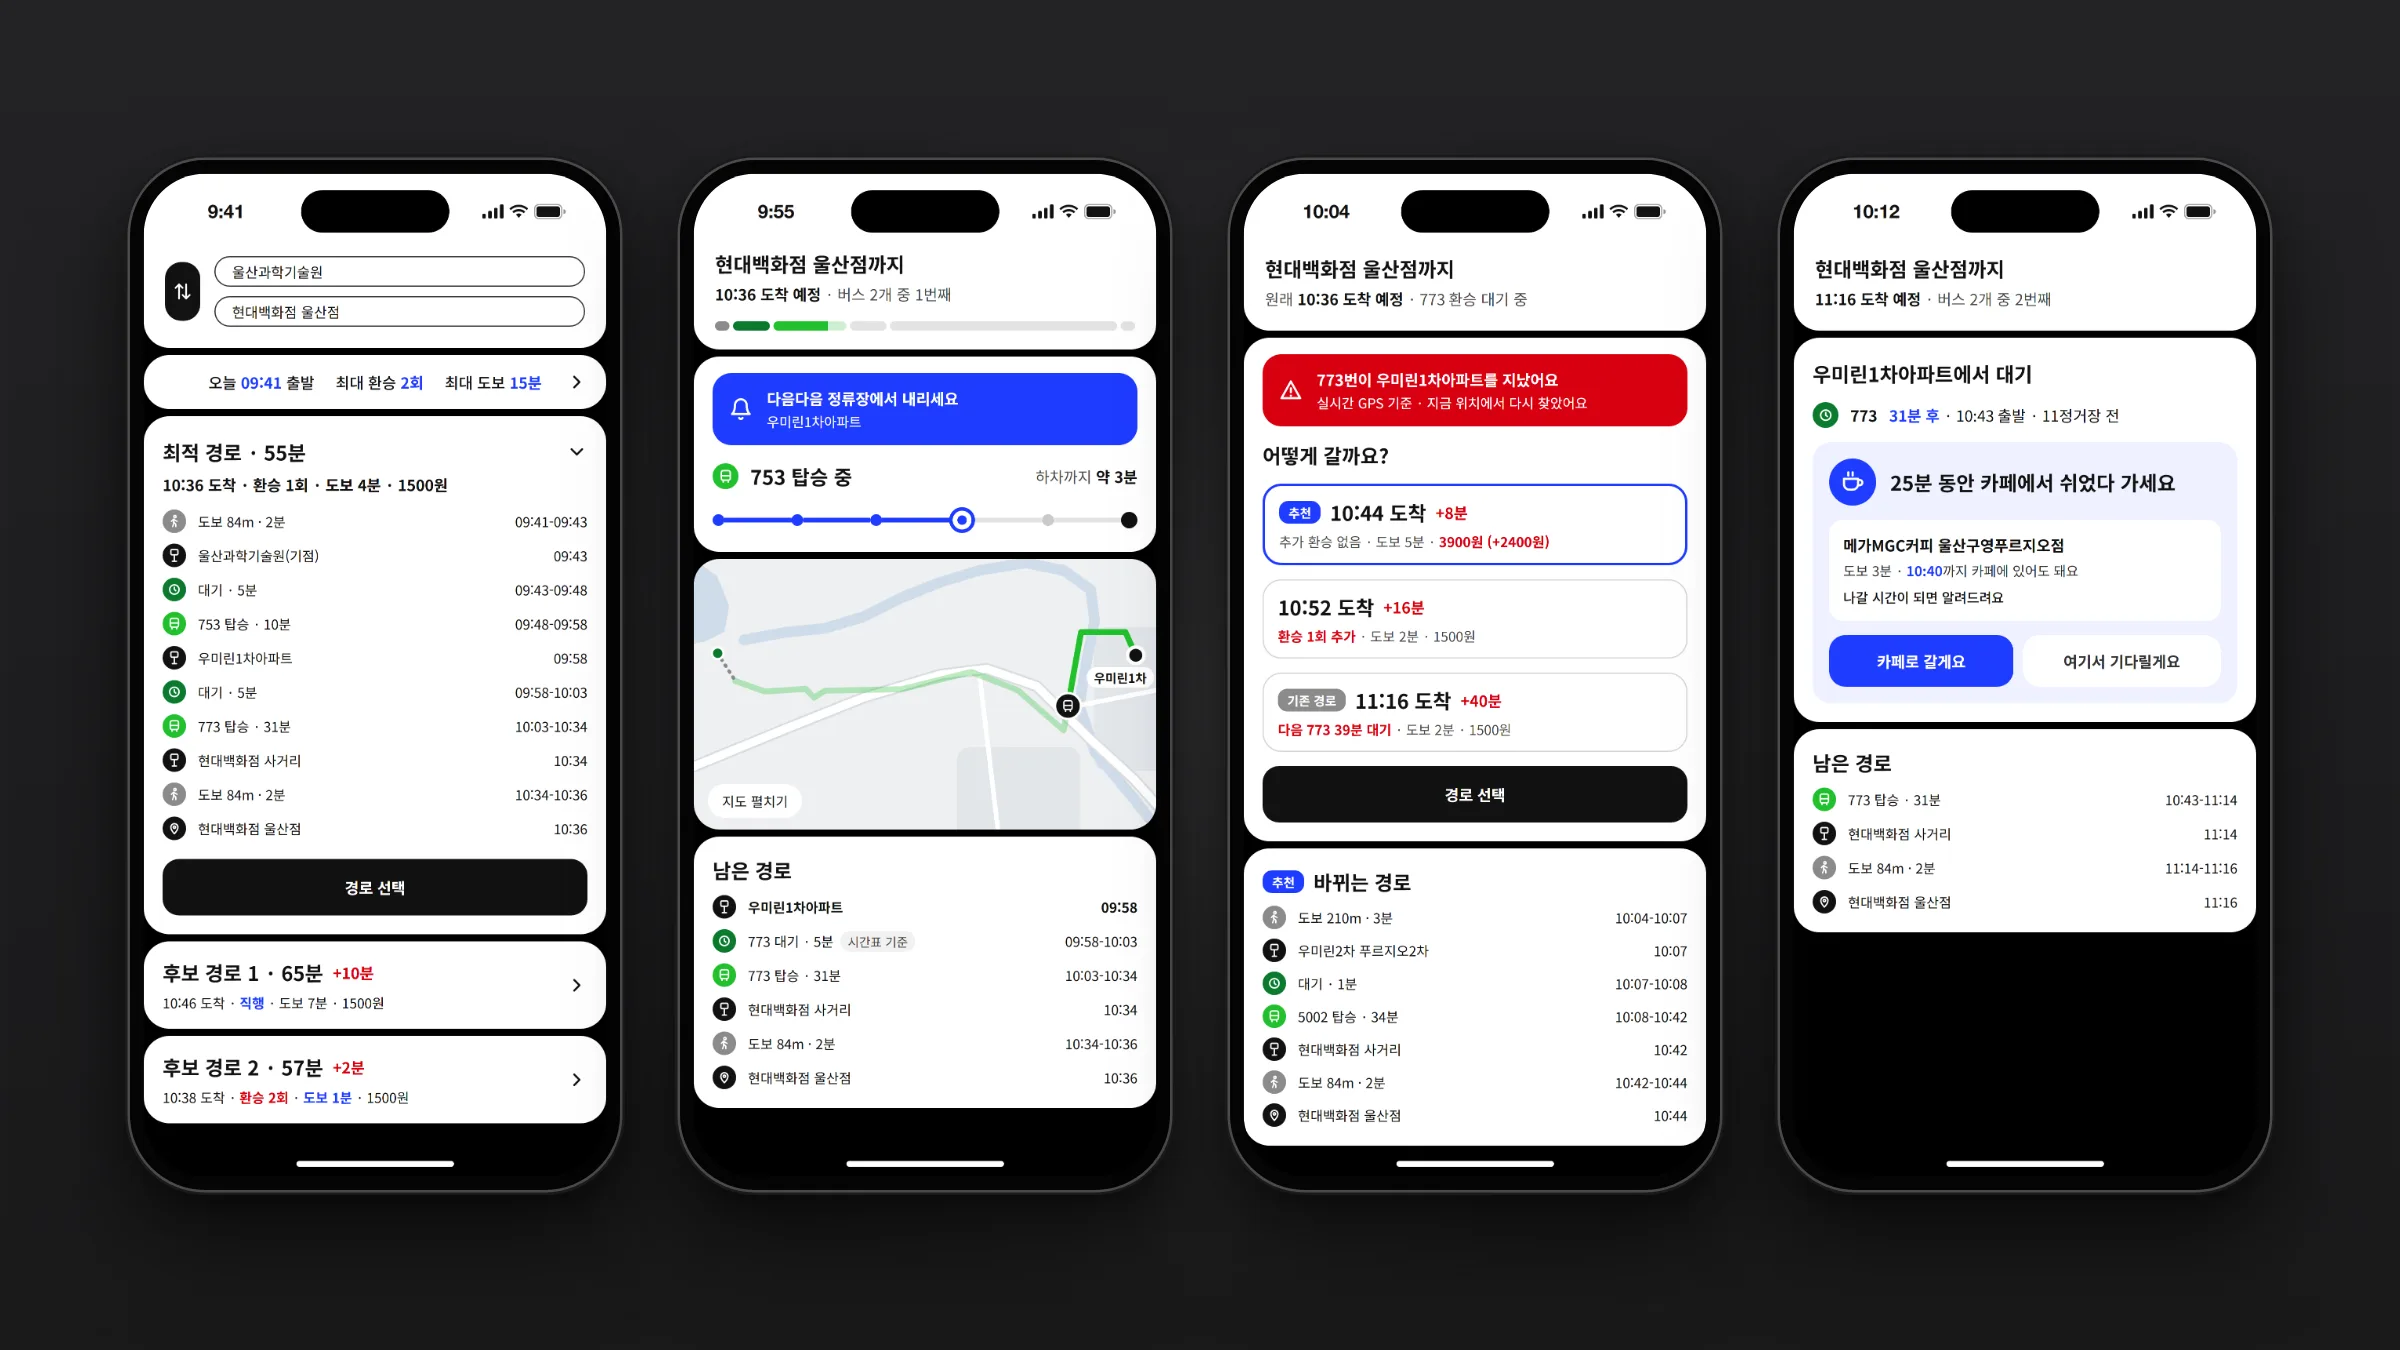 9:41
울산과학기술원
현대백화점 울산점
오늘 09:41 출발 최대 환승 2회 최대 도보 15분
최적 경로 · 55분
10:36 도착 · 환승 1회 · 도보 4분 · 1500원
도보 84m · 2분 09:41-09:43
울산과학기술원(기점) 09:43
대기 · 5분 09:43-09:48
753 탑승 · 10분 09:48-09:58
우미린1차아파트 09:58
대기 · 5분 09:58-10:03
773 탑승 · 31분 10:03-10:34
현대백화점 사거리 10:34
도보 84m · 2분 10:34-10:36
현대백화점 울산점 10:36
경로 선택
후보 경로 1 · 65분 +10분
10:46 도착 · 직행 · 도보 7분 · 1500원
후보 경로 2 · 57분 +2분
10:38 도착 · 환승 2회 · 도보 1분 · 1500원
9:55
현대백화점 울산점까지
10:36 도착 예정 · 버스 2개 중 1번째
다음다음 정류장에서 내리세요
우미린1차아파트
753 탑승 중 하차까지 약 3분
우미린1차
지도 펼치기
남은 경로
우미린1차아파트 09:58
773 대기 · 5분 시간표 기준 09:58-10:03
773 탑승 · 31분 10:03-10:34
현대백화점 사거리 10:34
도보 84m · 2분 10:34-10:36
현대백화점 울산점 10:36
10:04
현대백화점 울산점까지
원래 10:36 도착 예정 · 773 환승 대기 중
773번이 우미린1차아파트를 지났어요
실시간 GPS 기준 · 지금 위치에서 다시 찾았어요
어떻게 갈까요?
추천 10:44 도착 +8분
추가 환승 없음 · 도보 5분 · 3900원 (+2400원)
10:52 도착 +16분
환승 1회 추가 · 도보 2분 · 1500원
기존 경로 11:16 도착 +40분
다음 773 39분 대기 · 도보 2분 · 1500원
경로 선택
추천 바뀌는 경로
도보 210m · 3분 10:04-10:07
우미린2차 푸르지오2차 10:07
대기 · 1분 10:07-10:08
5002 탑승 · 34분 10:08-10:42
현대백화점 사거리 10:42
도보 84m · 2분 10:42-10:44
현대백화점 울산점 10:44
10:12
현대백화점 울산점까지
11:16 도착 예정 · 버스 2개 중 2번째
우미린1차아파트에서 대기
773 31분 후 · 10:43 출발 · 11정거장 전
25분 동안 카페에서 쉬었다 가세요
메가MGC커피 울산구영푸르지오점
도보 3분 · 10:40까지 카페에 있어도 돼요
나갈 시간이 되면 알려드려요
카페로 갈게요 여기서 기다릴게요
남은 경로
773 탑승 · 31분 10:43-11:14
현대백화점 사거리 11:14
도보 84m · 2분 11:14-11:16
현대백화점 울산점 11:16